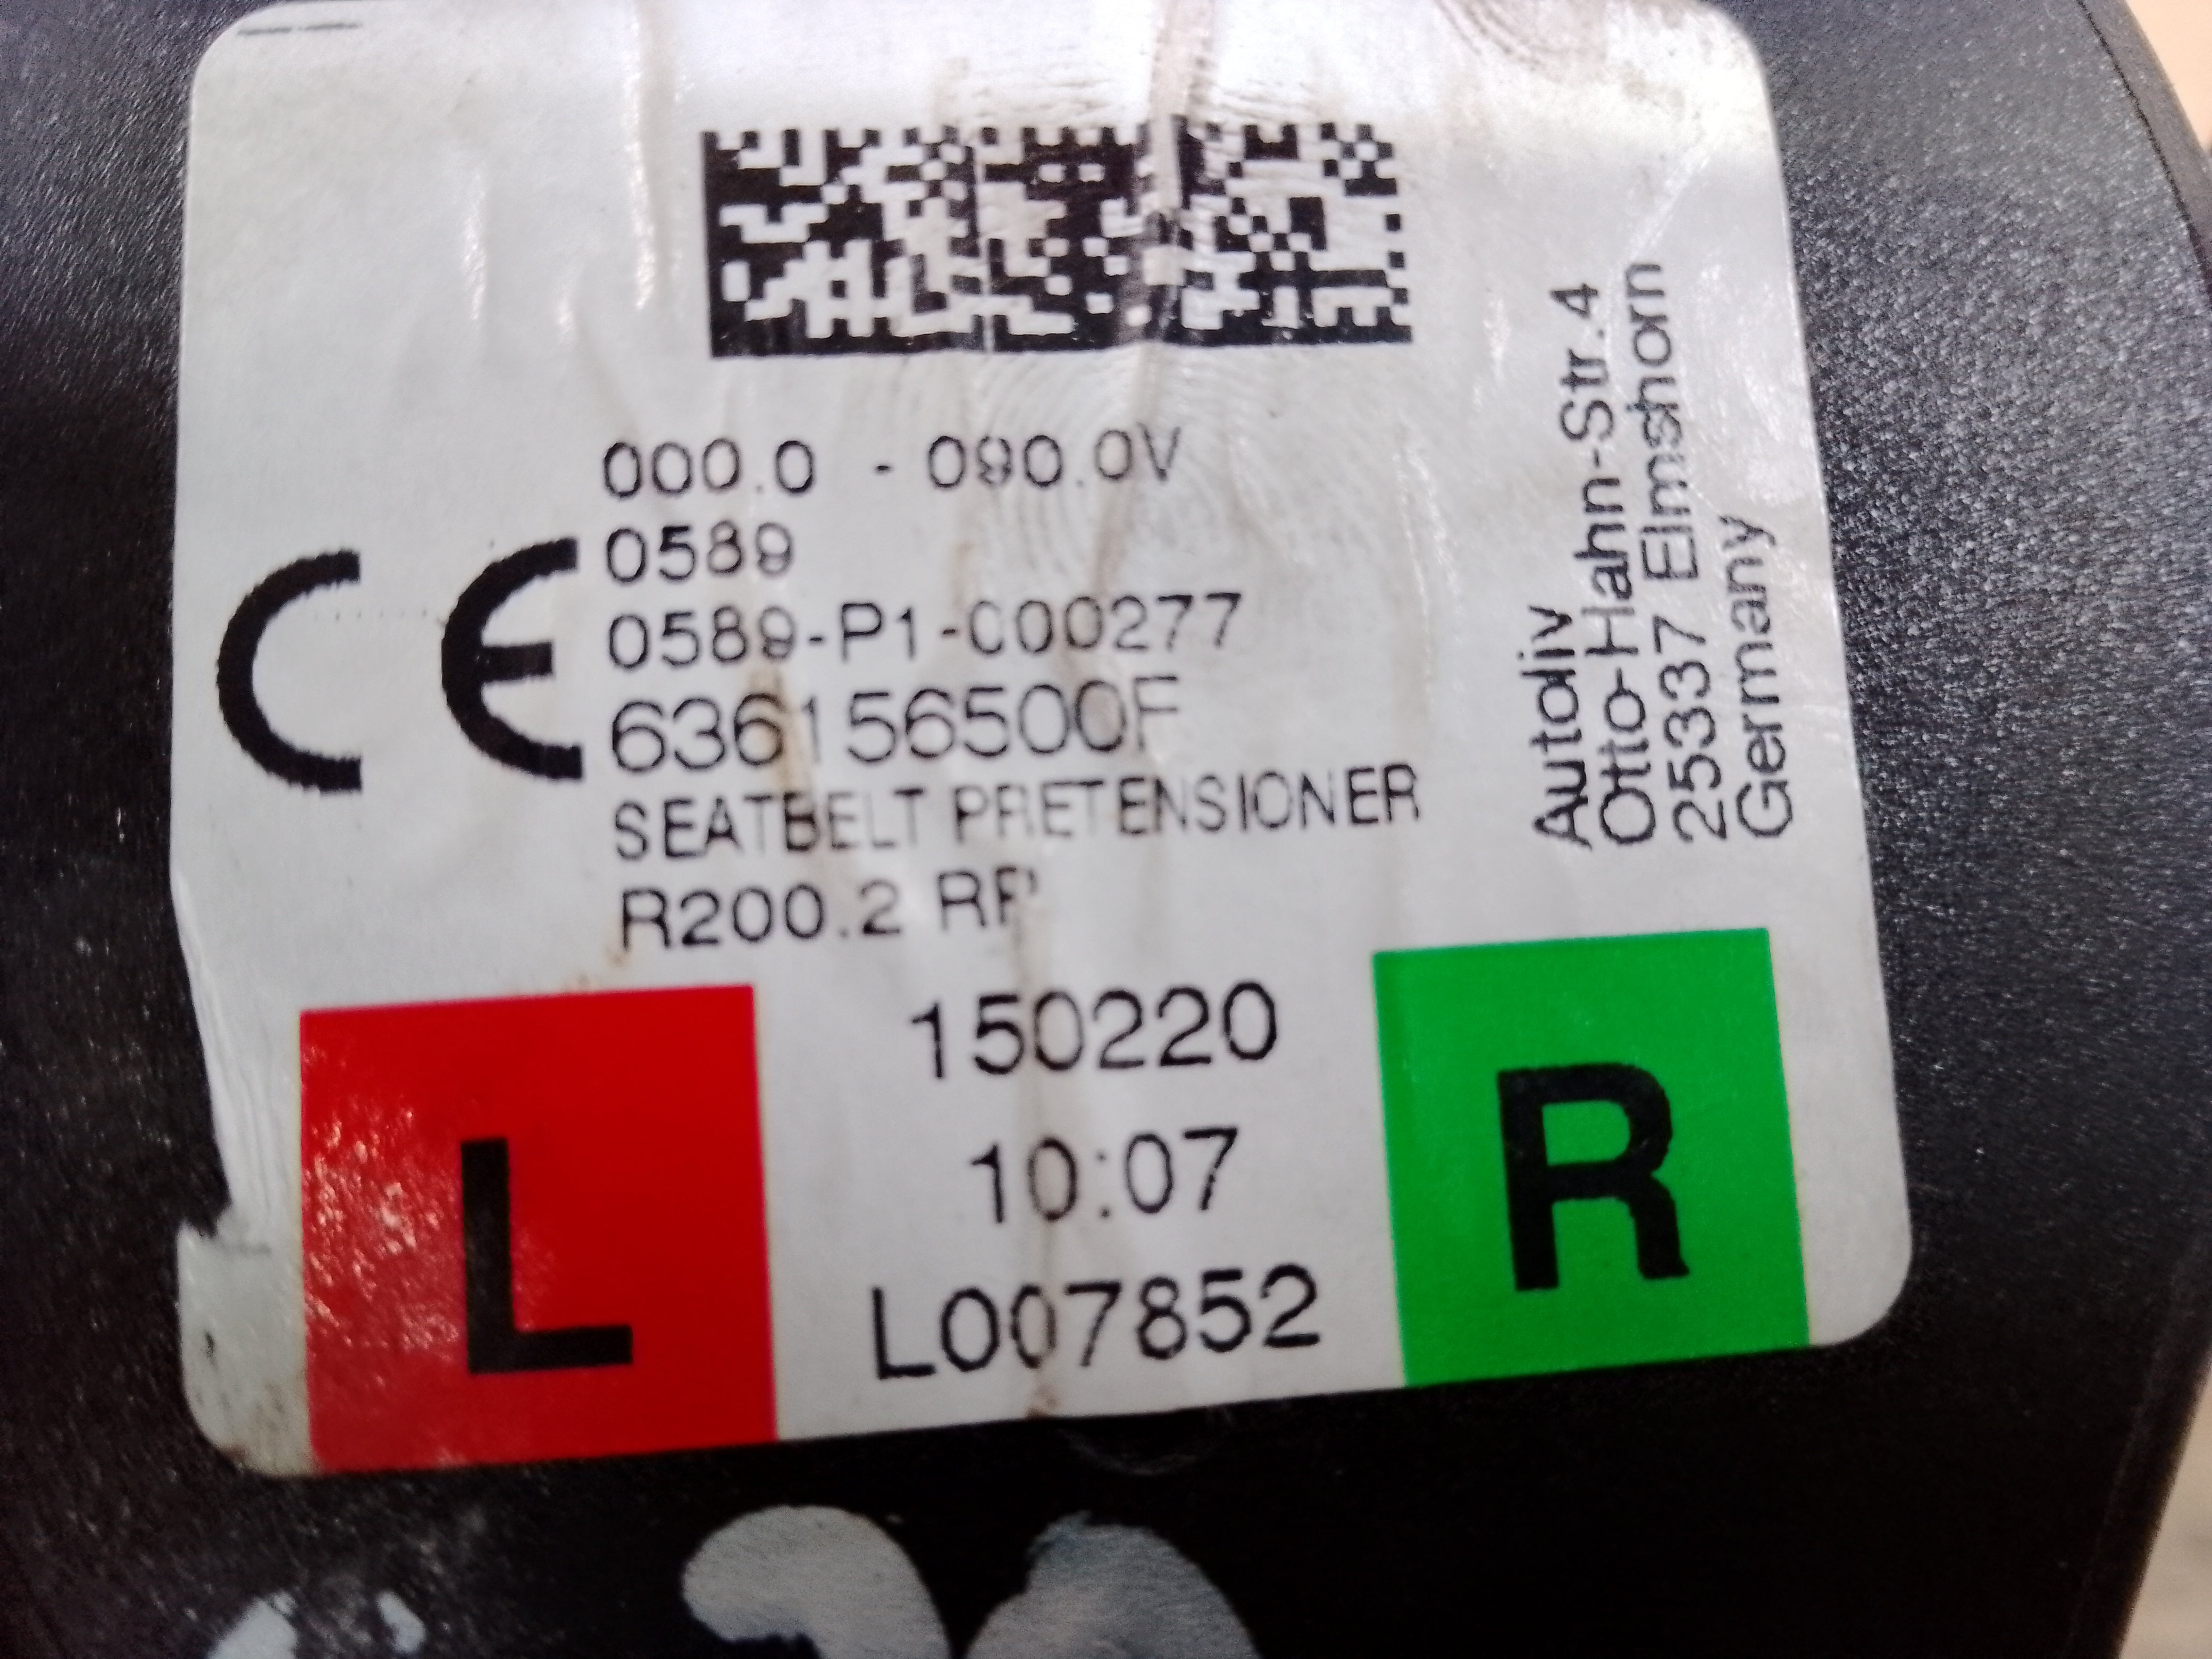 000.0 - 090.0V
CE
0589
0589-P1-000277
636156500F
SEATBELT PRETENSIONER
R200.2 RP
150220
10:07
L007852
L
R
Autoliv
Otto-Hahn-Str.4
25337 Elmshorn
Germany